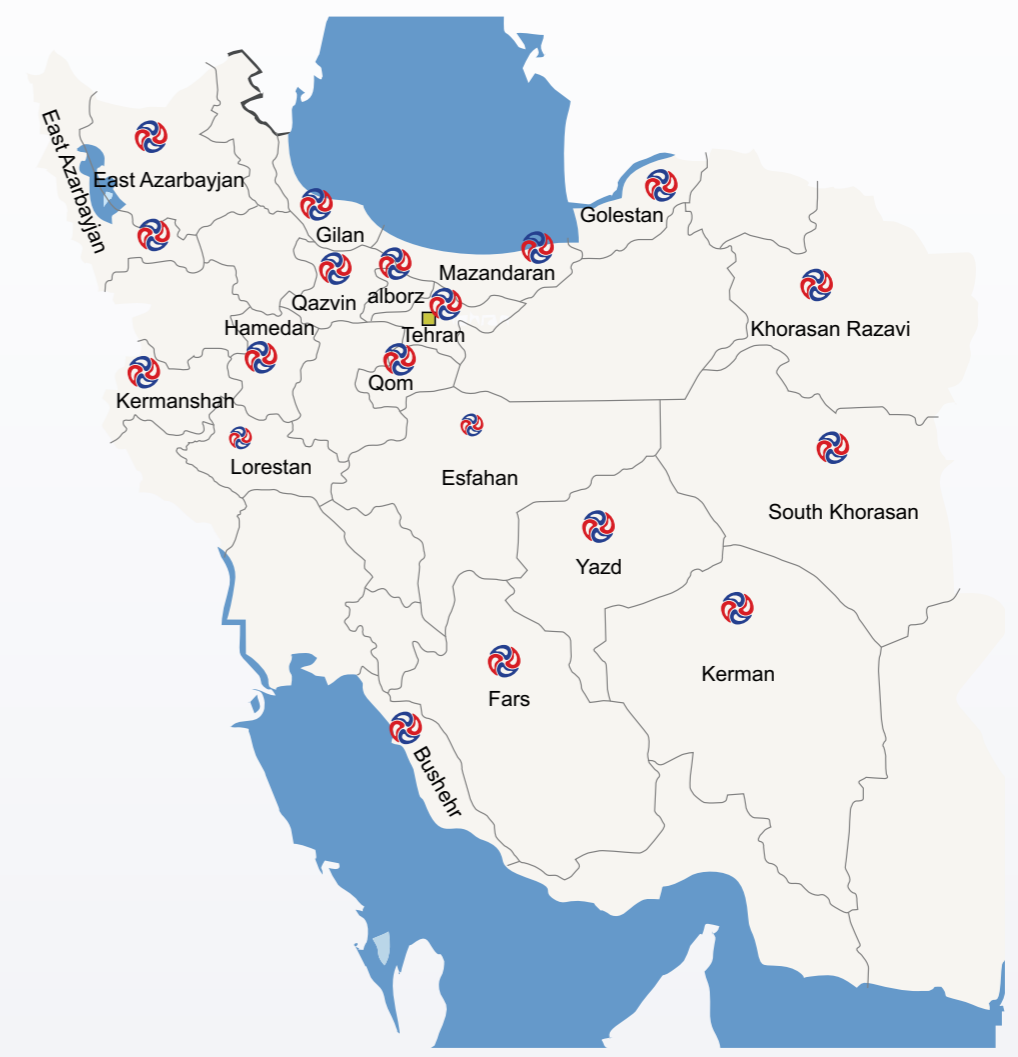 East Azarbayjan
East Azarbayjan
Golestan
Gilan
Mazandaran
Qazvin
alborz
Khorasan Razavi
Hamedan
Tehran
Qom
Kermanshah
Lorestan
Esfahan
South Khorasan
Yazd
Kerman
Fars
Bushehr